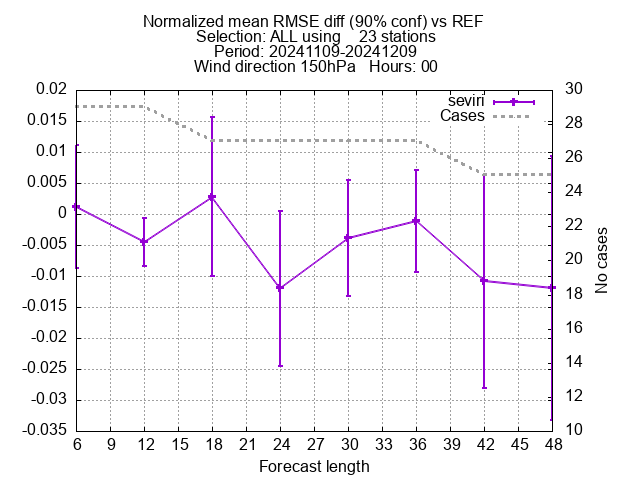 Normalized mean RMSE diff (90% conf) vs REF
Selection: ALL using    23 stations
Period: 20241109-20241209
Wind direction 150hPa   Hours: 00
seviri
Cases
0.02
0.015
0.01
0.005
0
-0.005
-0.01
-0.015
-0.02
-0.025
-0.03
-0.035
30
28
26
24
22
20
18
16
14
12
10
No cases
6 9 12 15 18 21 24 27 30 33 36 39 42 45 48
Forecast length